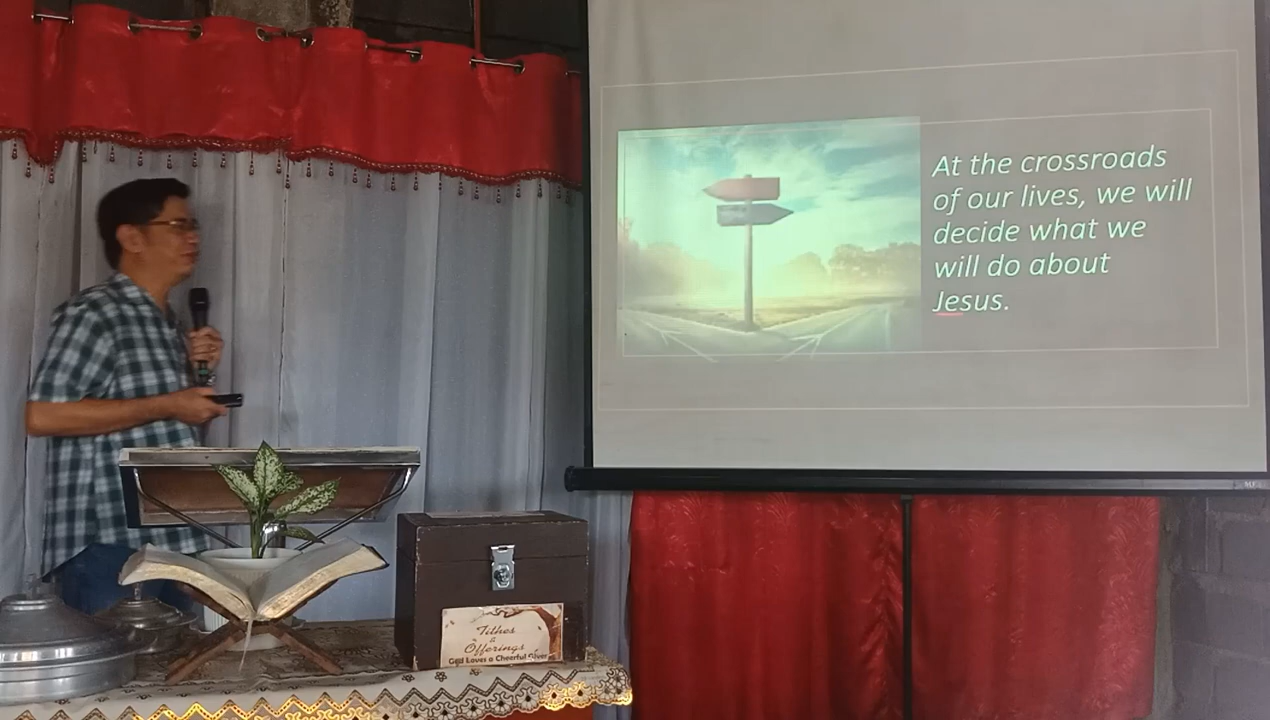 At the crossroads
of our lives, we will
decide what we
will do about
Jesus.
Tithes
&
Offerings
God Loves a Cheerful Giver